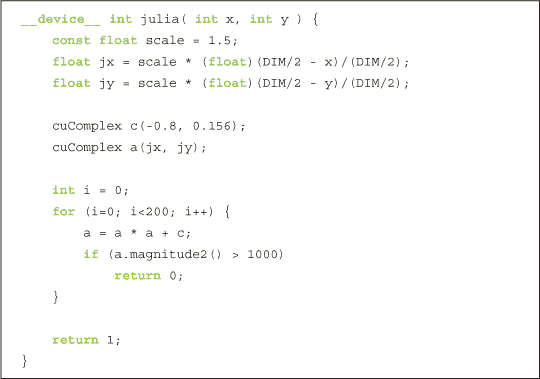 __device__ int julia( int x, int y ) {
    const float scale = 1.5;
    float jx = scale * (float)(DIM/2 - x)/(DIM/2);
    float jy = scale * (float)(DIM/2 - y)/(DIM/2);

    cuComplex c(-0.8, 0.156);
    cuComplex a(jx, jy);

    int i = 0;
    for (i=0; i<200; i++) {
        a = a * a + c;
        if (a.magnitude2() > 1000)
            return 0;
    }

    return 1;
}